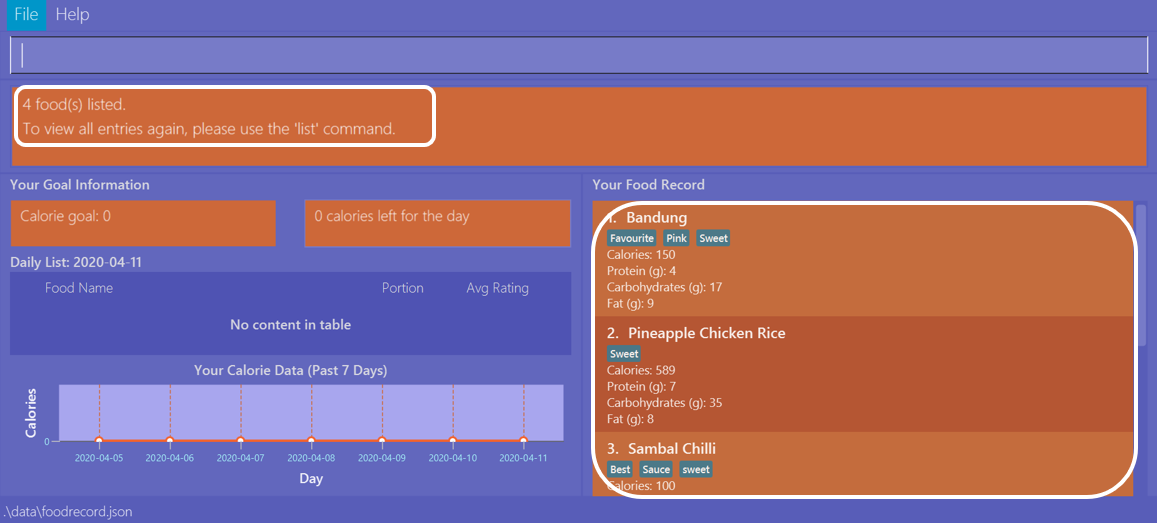 File Help
4 food(s) listed.
To view all entries again, please use the 'list' command.
Your Goal Information
Calorie goal: 0
0 calories left for the day
Daily List: 2020-04-11
Food Name Portion Avg Rating
No content in table
Your Calorie Data (Past 7 Days)
Calories
0
2020-04-05 2020-04-06 2020-04-07 2020-04-08 2020-04-09 2020-04-10 2020-04-11
Day
Your Food Record
1. Bandung
Favourite Pink Sweet
Calories: 150
Protein (g): 4
Carbohydrates (g): 17
Fat (g): 9
2. Pineapple Chicken Rice
Sweet
Calories: 589
Protein (g): 7
Carbohydrates (g): 35
Fat (g): 8
3. Sambal Chilli
Best Sauce sweet
Calories: 100
.\data\foodrecord.json